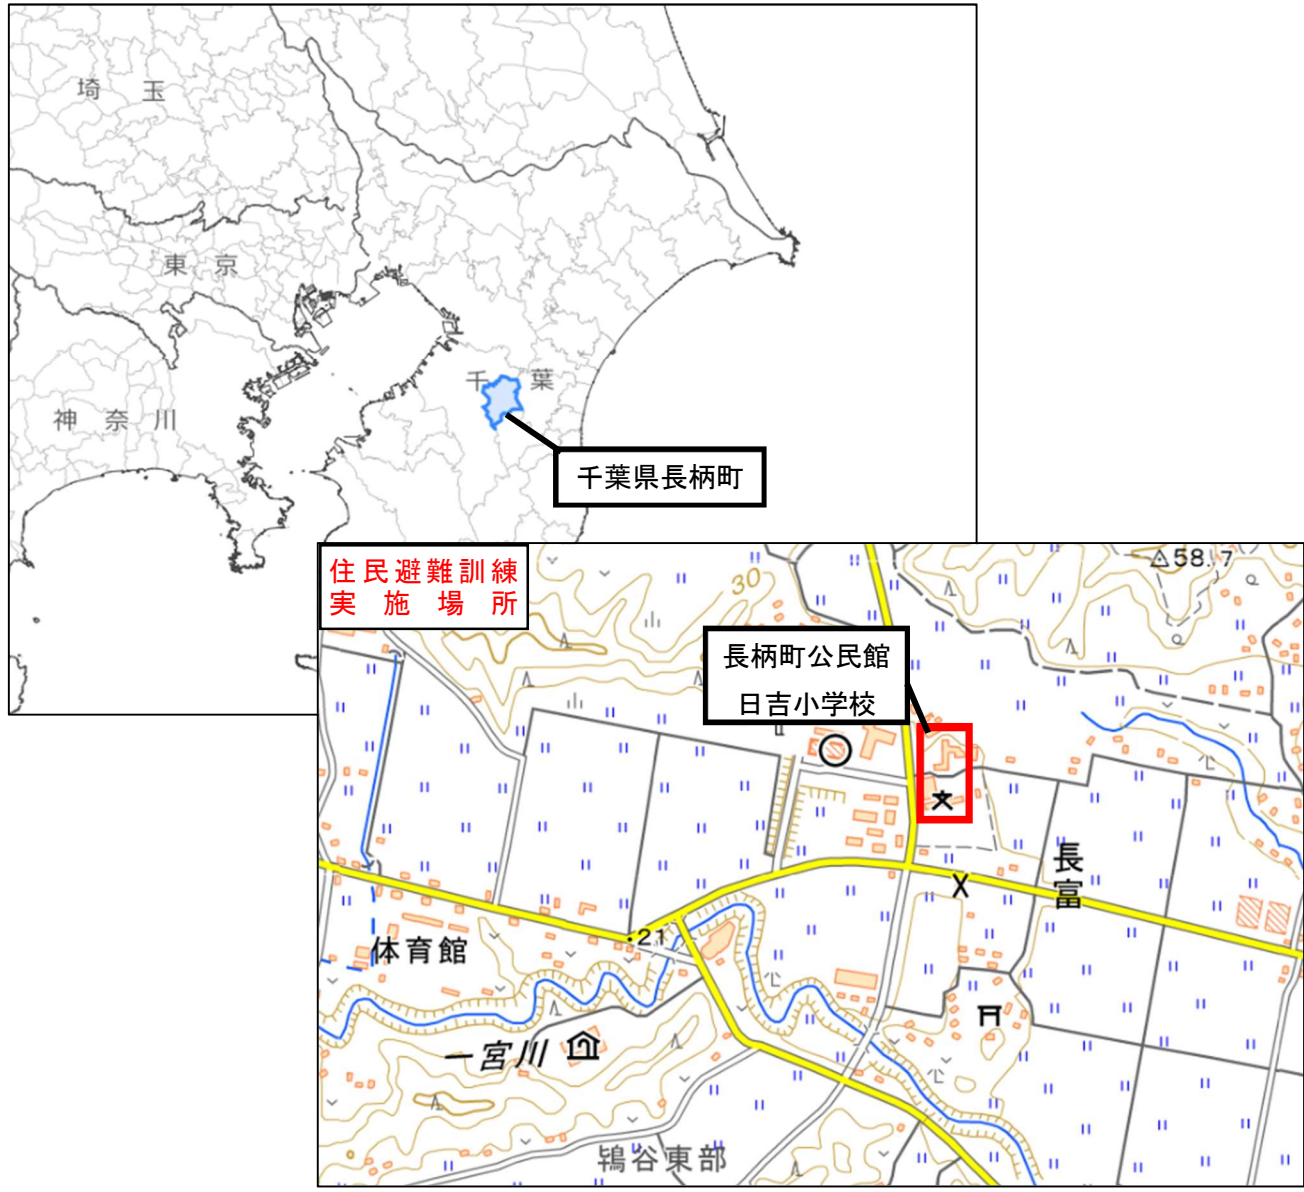 埼玉
東京
神奈川
千葉
千葉県長柄町
住民避難訓練
実施場所
58.7
30
長柄町公民館
日吉小学校
長富
21
体育館
一宮川
鴇谷東部